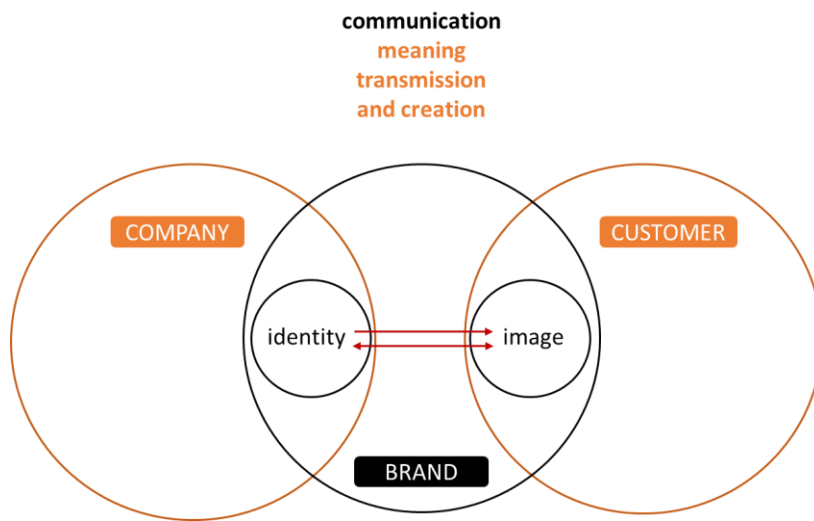 communication
meaning
transmission
and creation
COMPANY
CUSTOMER
identity
image
BRAND